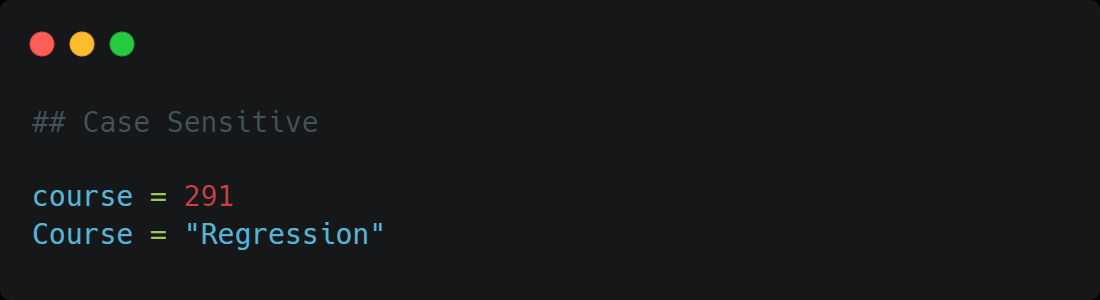 ## Case Sensitive
course = 291
Course = "Regression"